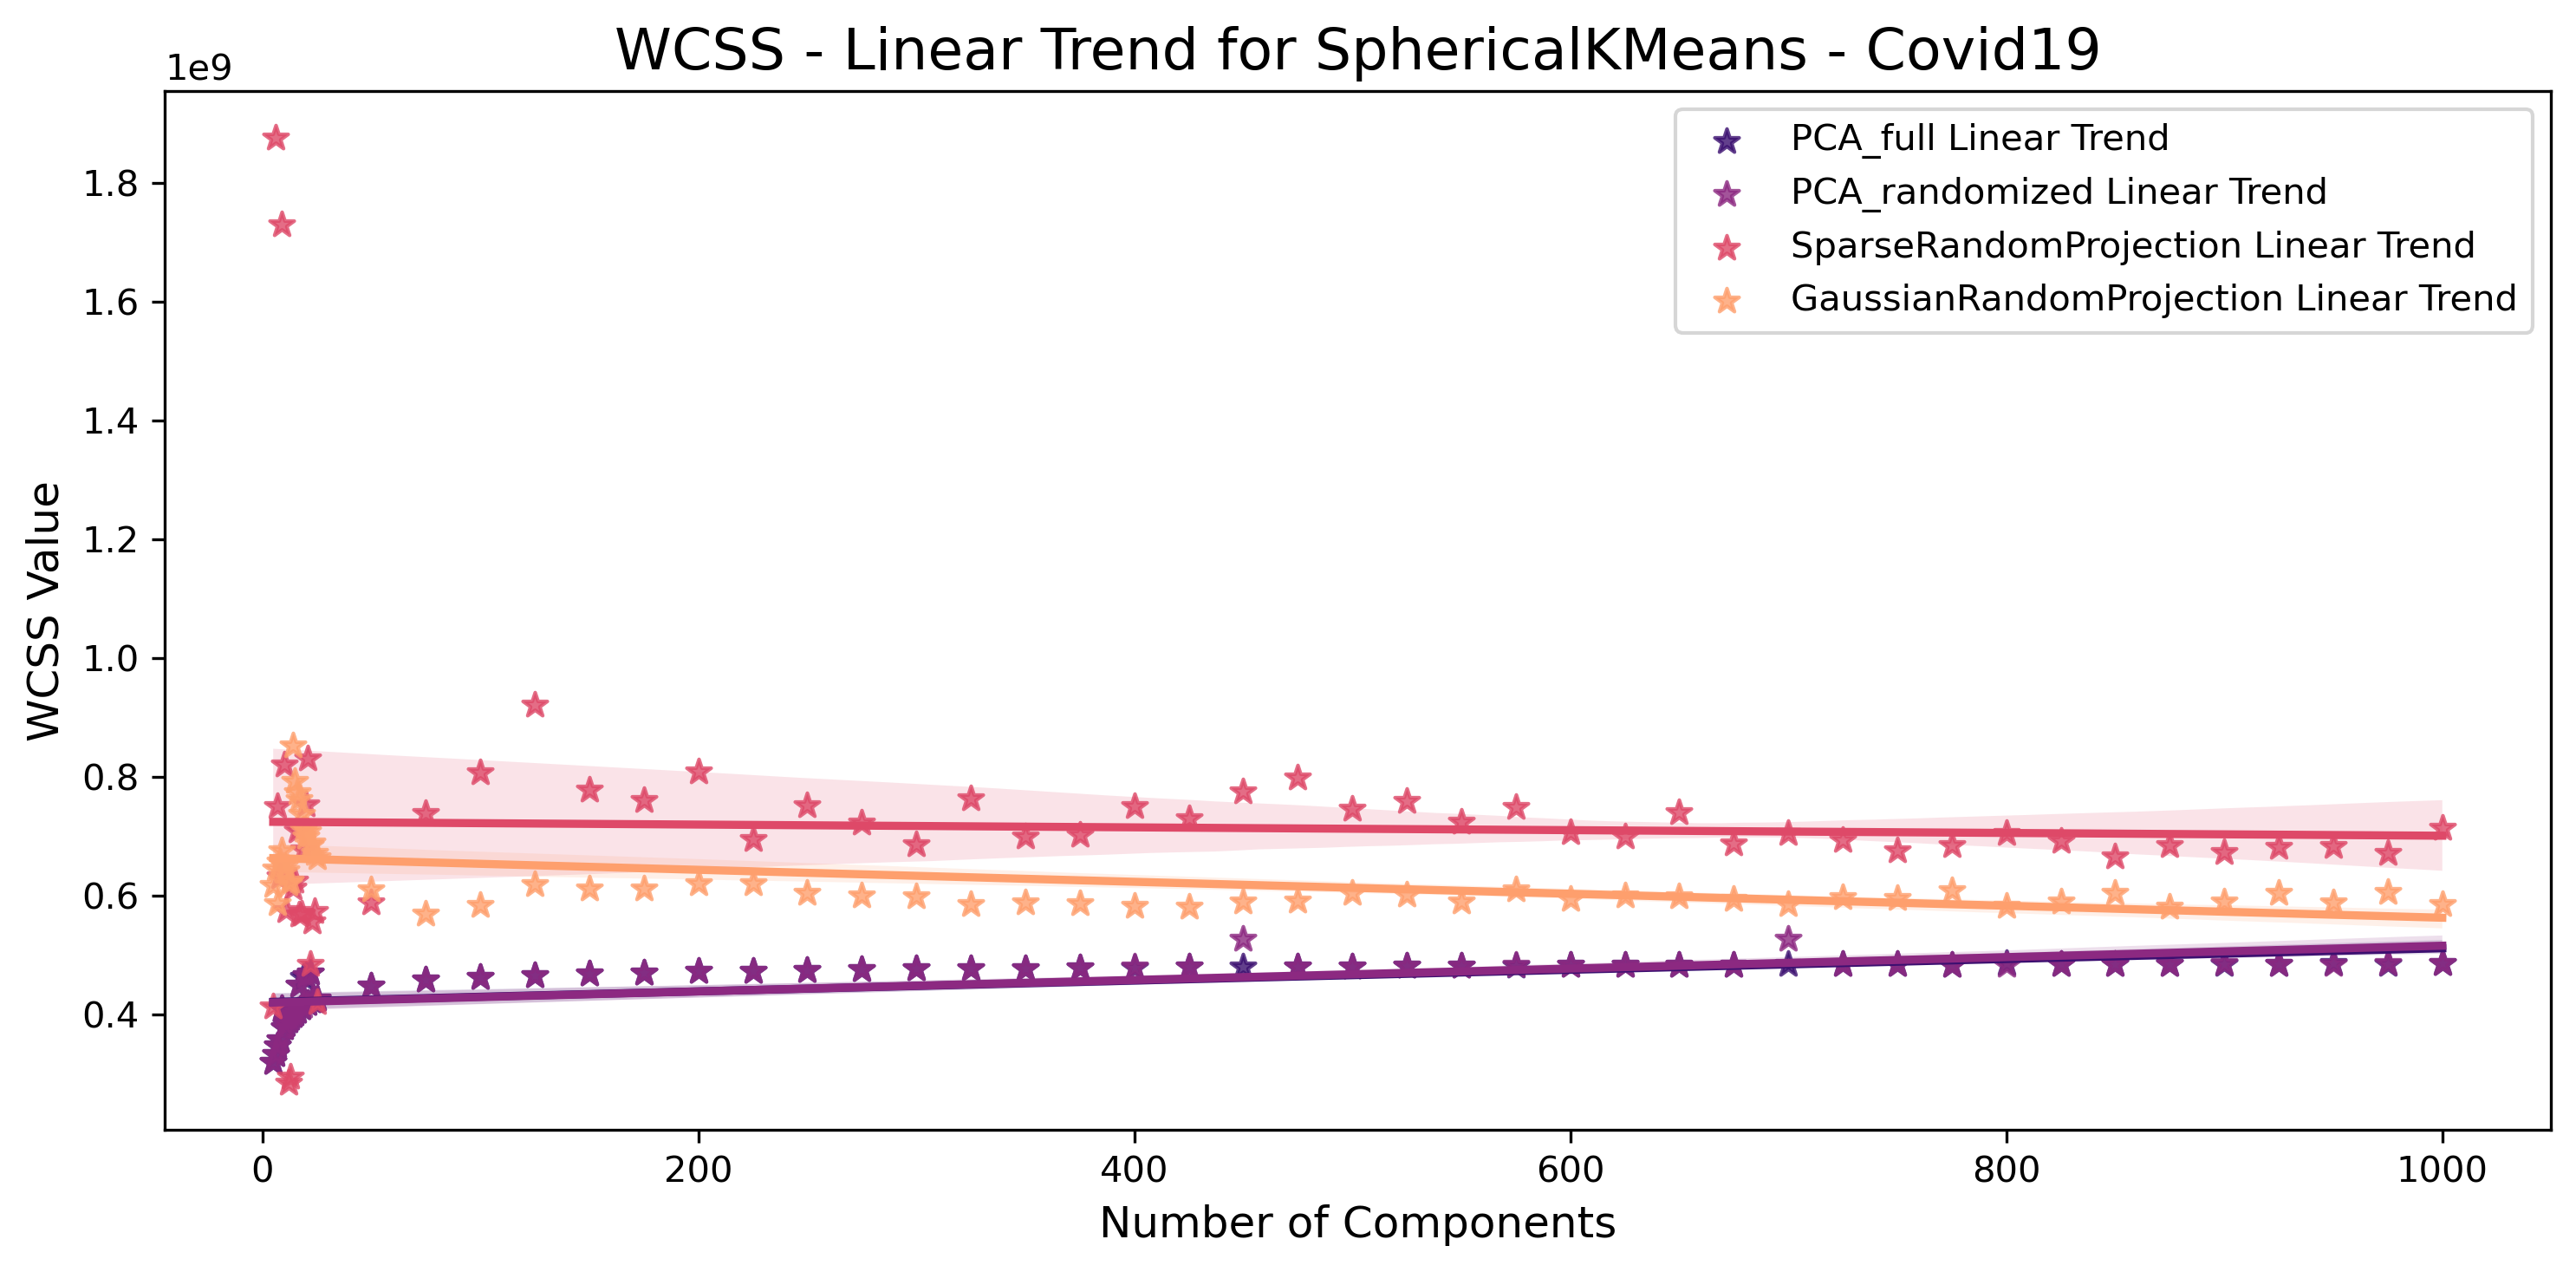 WCSS - Linear Trend for SphericalKMeans - Covid19
1e9
PCA_full Linear Trend
PCA_randomized Linear Trend
SparseRandomProjection Linear Trend
GaussianRandomProjection Linear Trend
1.8
1.6
1.4
1.2
1.0
0.8
0.6
0.4
WCSS Value
0 200 400 600 800 1000
Number of Components